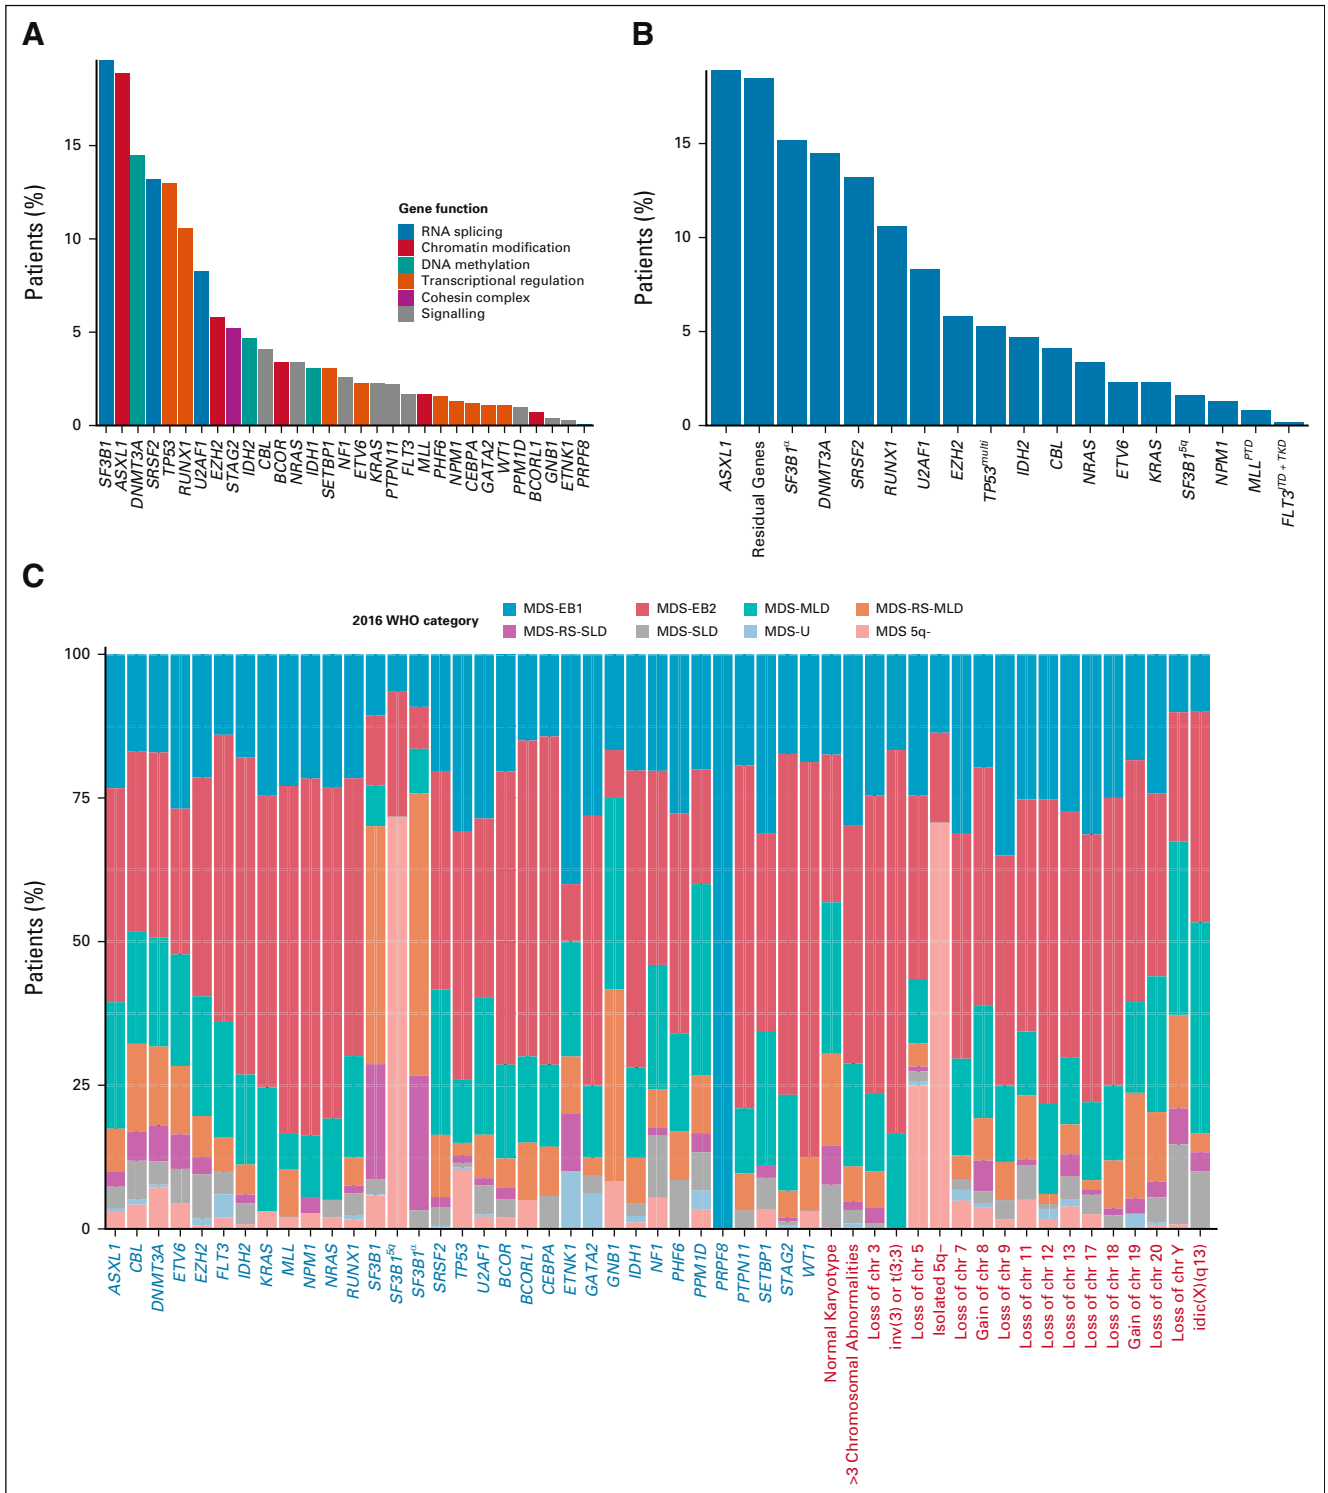 A
Patients (%)
15
10
5
0
Gene function
RNA splicing
Chromatin modification
DNA methylation
Transcriptional regulation
Cohesin complex
Signalling
SF3B1
ASXL1
DNMT3A
SRSF2
TP53
RUNX1
U2AF1
EZH2
STAG2
IDH2
CBL
BCOR
NRAS
IDH1
SETBP1
NF1
ETV6
KRAS
PTPN11
FLT3
MLL
PHF6
NPM1
CEBPA
GATA2
WT1
PPM1D
BCORL1
GNB1
ETNK1
PRPF8
B
Patients (%)
15
10
5
0
ASXL1
Residual Genes
SF3B1α
DNMT3A
SRSF2
RUNX1
U2AF1
EZH2
TP53multi
IDH2
CBL
NRAS
ETV6
KRAS
SF3B15q
NPM1
MLLPTD
FLT3ITD + TKD
C
2016 WHO category
MDS-EB1 MDS-EB2 MDS-MLD MDS-RS-MLD
MDS-RS-SLD MDS-SLD MDS-U MDS 5q-
Patients (%)
100
75
50
25
0
ASXL1
CBL
DNMT3A
ETV6
EZH2
FLT3
IDH2
KRAS
MLL
NPM1
NRAS
RUNX1
SF3B1
SF3B15q
SF3B1α
SRSF2
TP53
U2AF1
BCOR
BCORL1
CEBPA
ETNK1
GATA2
GNB1
IDH1
NF1
PHF6
PPM1D
PRPF8
PTPN11
SETBP1
STAG2
WT1
Normal Karyotype
>3 Chromosomal Abnormalities
Loss of chr 3
inv(3) or t(3;3)
Loss of chr 5
Isolated 5q–
Loss of chr 7
Gain of chr 8
Loss of chr 9
Loss of chr 11
Loss of chr 12
Loss of chr 13
Loss of chr 17
Loss of chr 18
Gain of chr 19
Loss of chr 20
Loss of chr Y
idic(X)(q13)